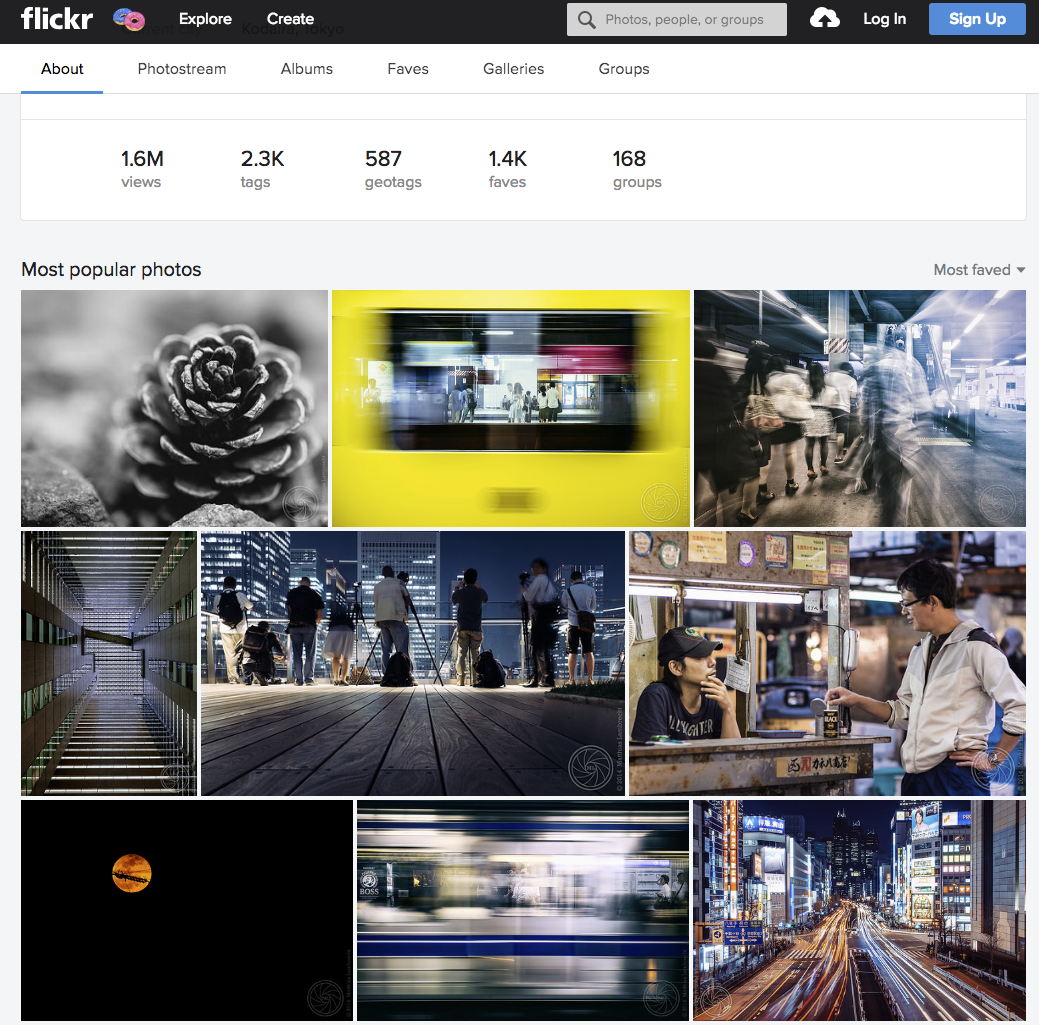 flickr Explore Create Photos, people, or groups Log In Sign Up
Kodaira, Tokyo
About Photostream Albums Faves Galleries Groups
1.6M 2.3K 587 1.4K 168
views tags geotags faves groups
Most popular photos Most faved
BLACK
BOSS